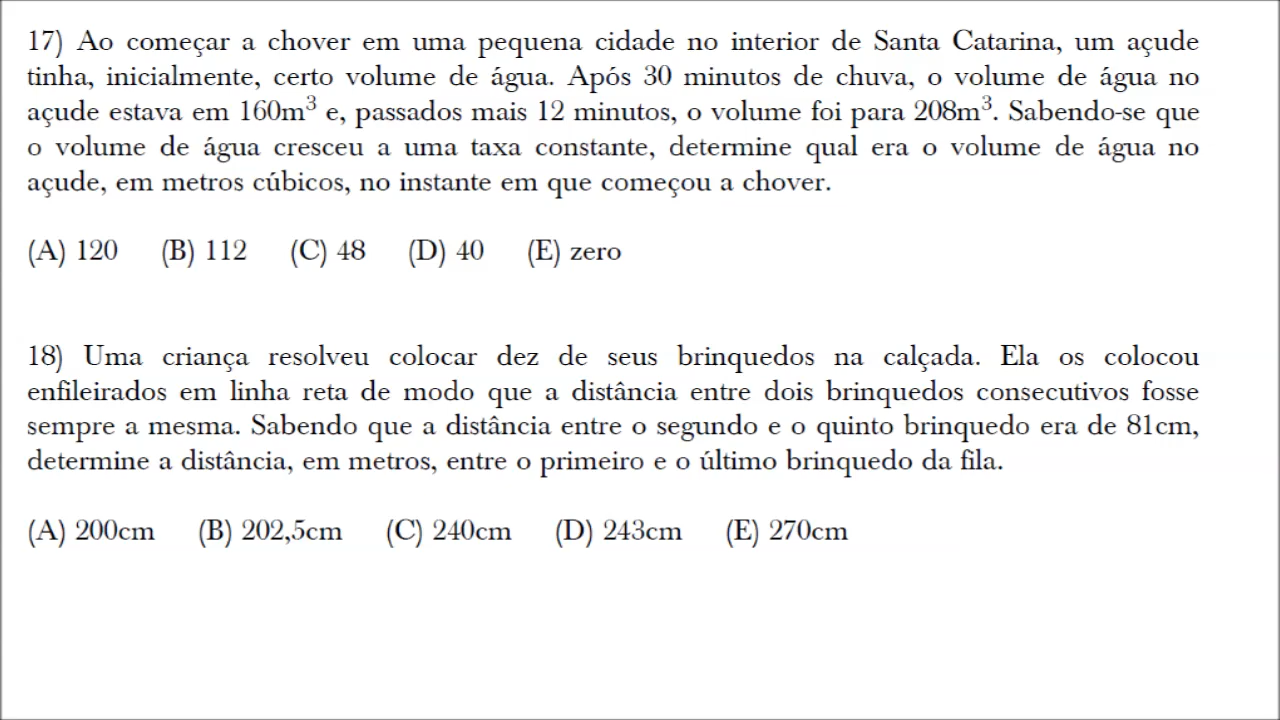 17) Ao começar a chover em uma pequena cidade no interior de Santa Catarina, um açude
tinha, inicialmente, certo volume de água. Após 30 minutos de chuva, o volume de água no
açude estava em 160m³ e, passados mais 12 minutos, o volume foi para 208m³. Sabendo-se que
o volume de água cresceu a uma taxa constante, determine qual era o volume de água no
açude, em metros cúbicos, no instante em que começou a chover.
(A) 120 (B) 112 (C) 48 (D) 40 (E) zero
18) Uma criança resolveu colocar dez de seus brinquedos na calçada. Ela os colocou
enfileirados em linha reta de modo que a distância entre dois brinquedos consecutivos fosse
sempre a mesma. Sabendo que a distância entre o segundo e o quinto brinquedo era de 81cm,
determine a distância, em metros, entre o primeiro e o último brinquedo da fila.
(A) 200cm (B) 202,5cm (C) 240cm (D) 243cm (E) 270cm